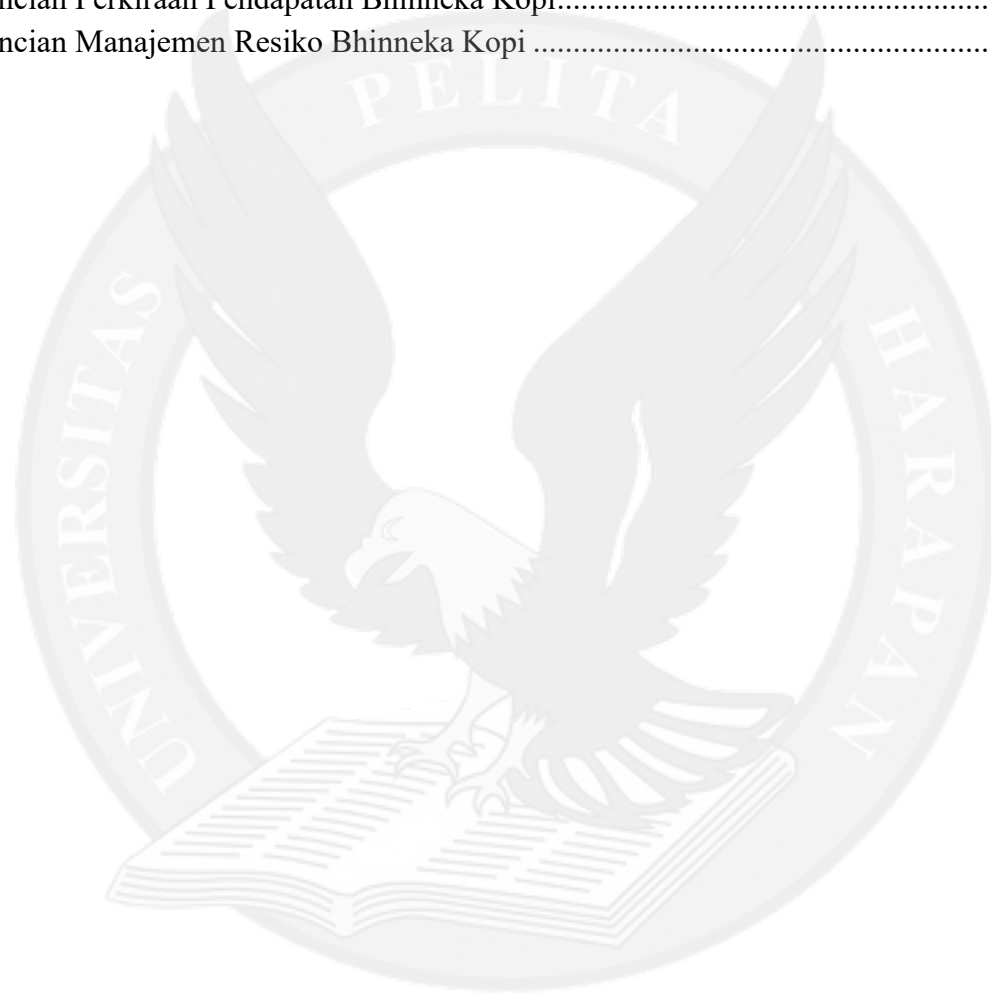 ncian Perkiraan Pendapatan Bhinneka Kopi..............................................................
ncian Manajemen Resiko Bhinneka Kopi ..................................................................
PELITA
UNIVERSITAS
HARAPAN